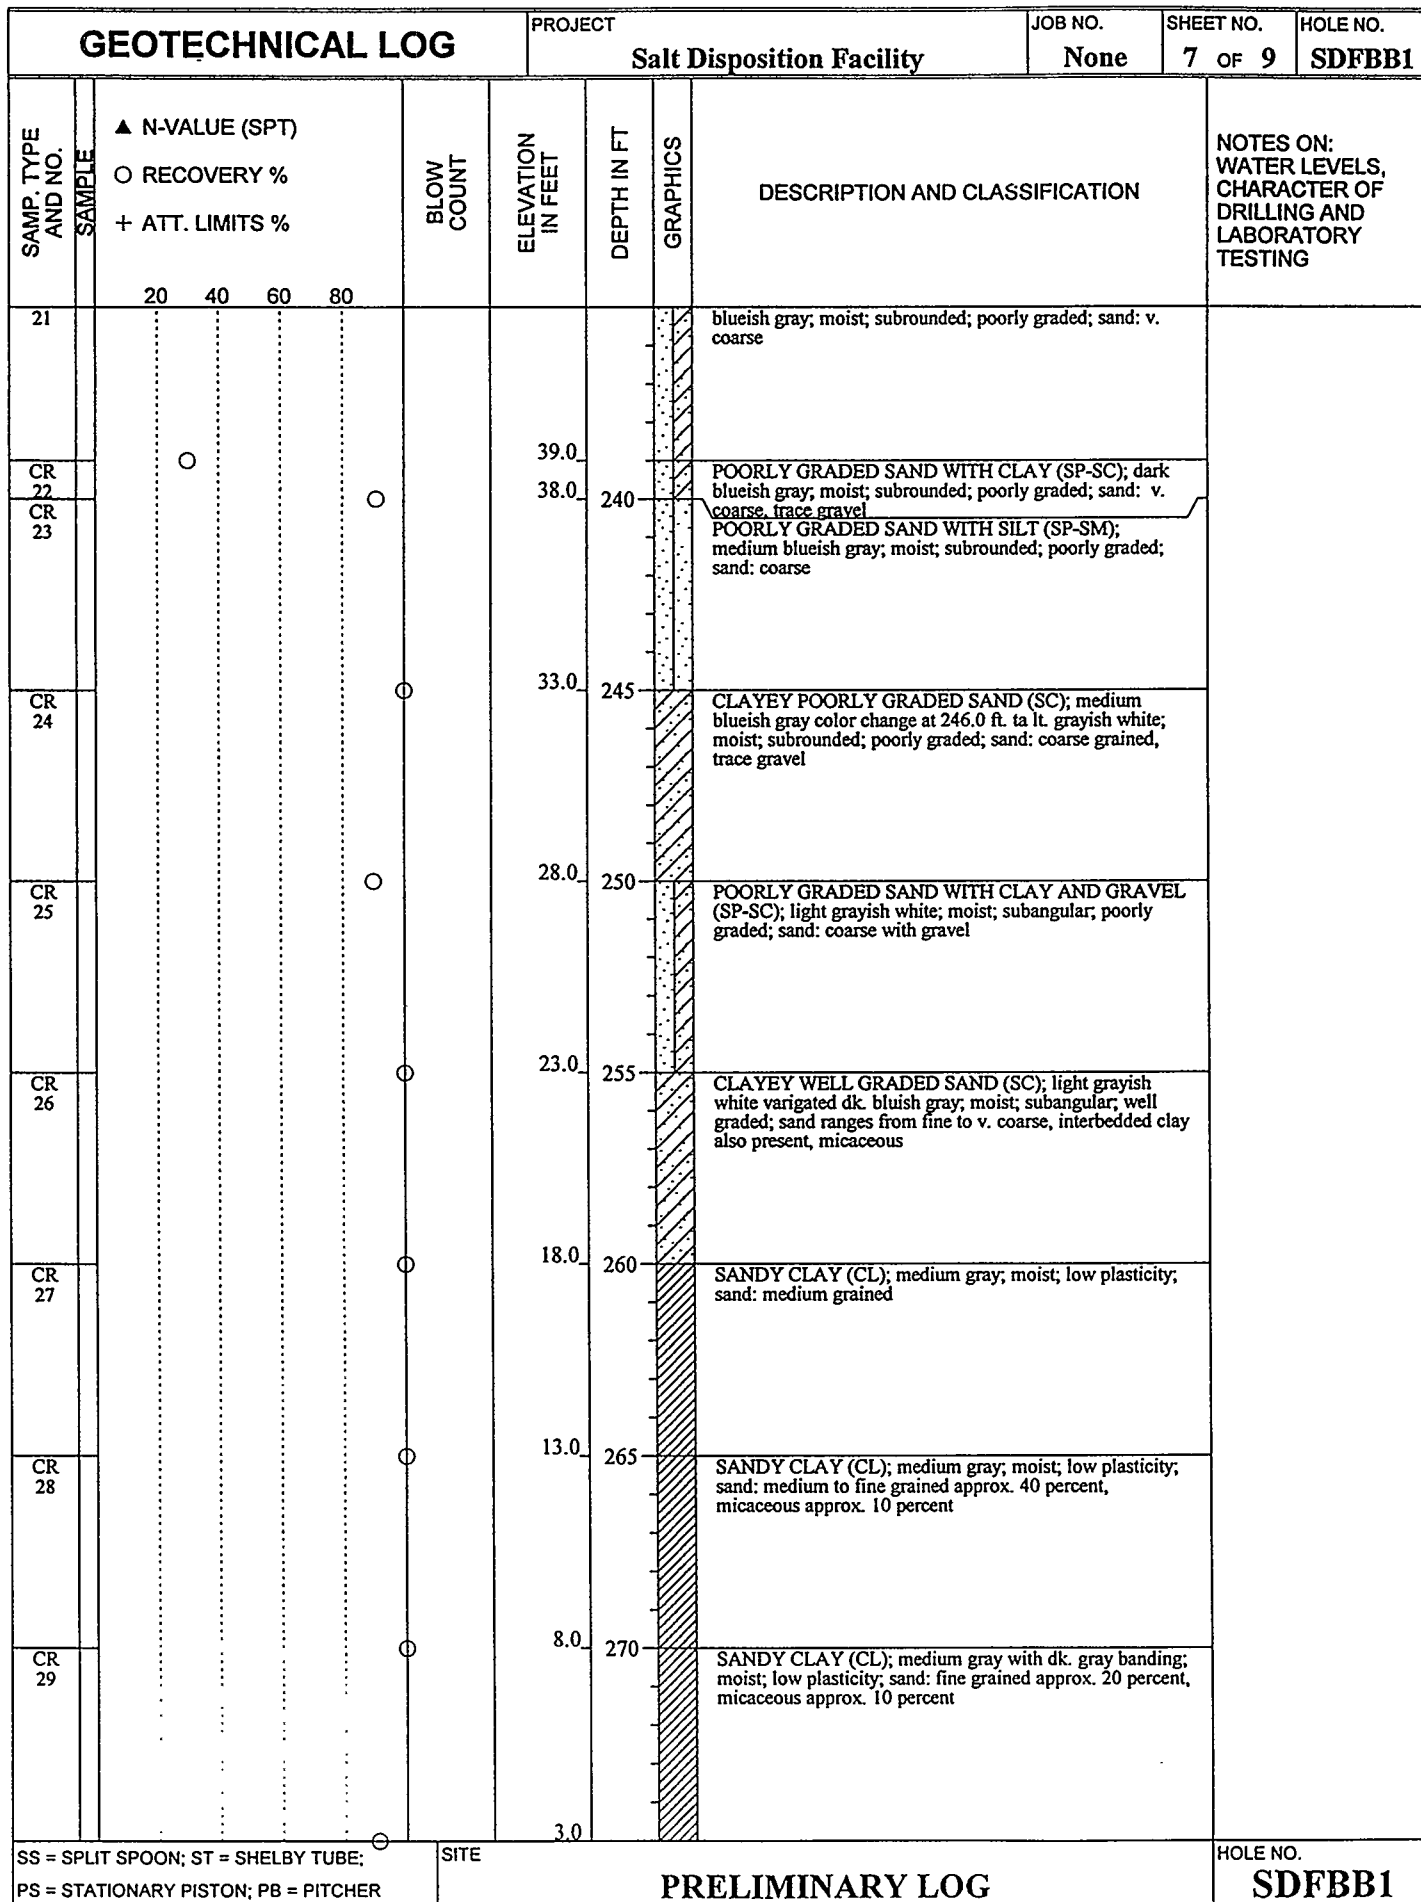 GEOTECHNICAL LOG
PROJECT
Salt Disposition Facility
JOB NO.
None
SHEET NO.
7 OF 9
HOLE NO.
SDFBB1
SAMP. TYPE
AND NO.
SAMPLE
▲ N-VALUE (SPT)
○ RECOVERY %
+ ATT. LIMITS %
20 40 60 80
BLOW
COUNT
ELEVATION
IN FEET
DEPTH IN FT
GRAPHICS
DESCRIPTION AND CLASSIFICATION
NOTES ON:
WATER LEVELS,
CHARACTER OF
DRILLING AND
LABORATORY
TESTING
21
blueish gray; moist; subrounded; poorly graded; sand: v.
coarse
39.0
CR
22
POORLY GRADED SAND WITH CLAY (SP-SC); dark
blueish gray; moist; subrounded; poorly graded; sand: v.
coarse, trace gravel
38.0
240
CR
23
POORLY GRADED SAND WITH SILT (SP-SM);
medium blueish gray; moist; subrounded; poorly graded;
sand: coarse
33.0
245
CR
24
CLAYEY POORLY GRADED SAND (SC); medium
blueish gray color change at 246.0 ft. ta lt. grayish white;
moist; subrounded; poorly graded; sand: coarse grained,
trace gravel
28.0
250
CR
25
POORLY GRADED SAND WITH CLAY AND GRAVEL
(SP-SC); light grayish white; moist; subangular; poorly
graded; sand: coarse with gravel
23.0
255
CR
26
CLAYEY WELL GRADED SAND (SC); light grayish
white varigated dk. bluish gray; moist; subangular; well
graded; sand ranges from fine to v. coarse, interbedded clay
also present, micaceous
18.0
260
CR
27
SANDY CLAY (CL); medium gray; moist; low plasticity;
sand: medium grained
13.0
265
CR
28
SANDY CLAY (CL); medium gray; moist; low plasticity;
sand: medium to fine grained approx. 40 percent,
micaceous approx. 10 percent
8.0
270
CR
29
SANDY CLAY (CL); medium gray with dk. gray banding;
moist; low plasticity; sand: fine grained approx. 20 percent,
micaceous approx. 10 percent
3.0
SS = SPLIT SPOON; ST = SHELBY TUBE;
PS = STATIONARY PISTON; PB = PITCHER
SITE
PRELIMINARY LOG
HOLE NO.
SDFBB1